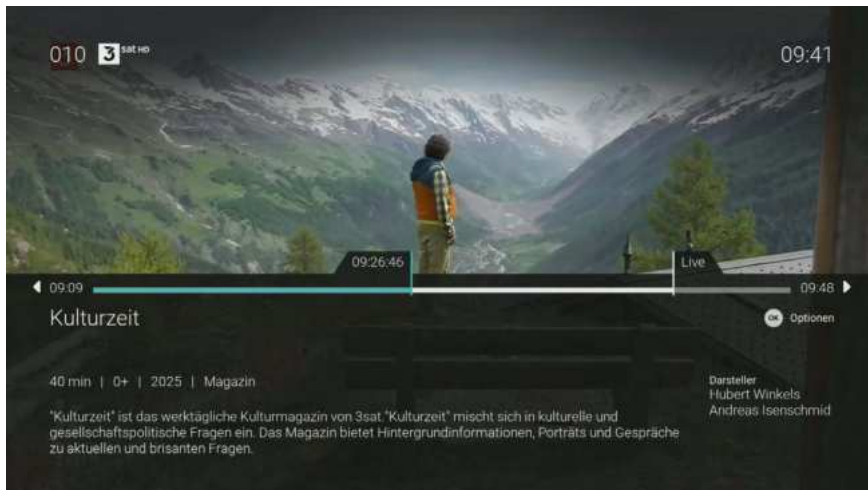 010 3 sat HD
09:41
09:26:46
Live
09:09
09:48
Kulturzeit
OK Optionen
40 min | 0+ | 2025 | Magazin
Darsteller
Hubert Winkels
Andreas Isenschmid
"Kulturzeit" ist das werktägliche Kulturmagazin von 3sat."Kulturzeit" mischt sich in kulturelle und
gesellschaftspolitische Fragen ein. Das Magazin bietet Hintergrundinformationen, Porträts und Gespräche
zu aktuellen und brisanten Fragen.